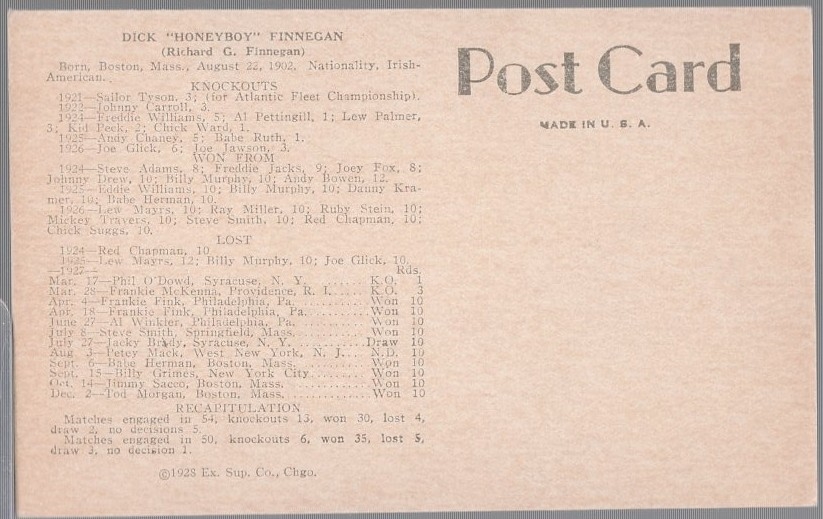 DICK "HONEYBOY" FINNEGAN
(Richard G. Finnegan)
Born, Boston, Mass., August 22, 1902. Nationality, Irish-
American.
KNOCKOUTS
1921—Sailor Tyson, 3; (for Atlantic Fleet Championship).
1922—Johnny Carroll, 3.
1924—Freddie Williams, 5; Al Pettingill, 1; Lew Palmer,
3; Kid Peck, 2; Chick Ward, 1.
1925—Andy Chaney, 5; Babe Ruth, 1.
1926—Joe Glick, 6; Joe Jawson, 3.
WON FROM
1924—Steve Adams, 8; Freddie Jacks, 9; Joey Fox, 8;
Johnny Drew, 10; Billy Murphy, 10; Andy Bowen, 12.
1925—Eddie Williams, 10; Billy Murphy, 10; Danny Kra-
mer, 10; Babe Herman, 10.
1926—Lew Mayrs, 10; Ray Miller, 10; Ruby Stein, 10;
Mickey Travers, 10; Steve Smith, 10; Red Chapman, 10;
Chick Suggs, 10.
LOST
1924—Red Chapman, 10.
1925—Lew Mayrs, 12; Billy Murphy, 10; Joe Glick, 10.
—1927— Rds.
Mar. 17—Phil O'Dowd, Syracuse, N. Y. ...... K.O. 1
Mar. 28—Frankie McKenna, Providence, R. I. ... K.O. 3
Apr. 4—Frankie Fink, Philadelphia, Pa. ......... Won 10
Apr. 18—Frankie Fink, Philadelphia, Pa. ........ Won 10
June 27—Al Winkler, Philadelphia, Pa. .......... Won 10
July 8—Steve Smith, Springfield, Mass. ......... Won 10
July 27—Jacky Brady, Syracuse, N. Y. .......... Draw 10
Aug. 3—Petey Mack, West New York, N. J. ... N.D. 10
Sept. 6—Babe Herman, Boston, Mass. ......... Won 10
Sept. 15—Billy Grimes, New York City ....... Won 10
Oct. 14—Jimmy Sacco, Boston, Mass. ........... Won 10
Dec. 2—Tod Morgan, Boston, Mass. ............ Won 10
RECAPITULATION
Matches engaged in 54, knockouts 13, won 30, lost 4,
draw 2, no decisions 5.
Matches engaged in 50, knockouts 6, won 35, lost 5,
draw 3, no decision 1.
©1928 Ex. Sup. Co., Chgo.
Post Card
MADE IN U. S. A.